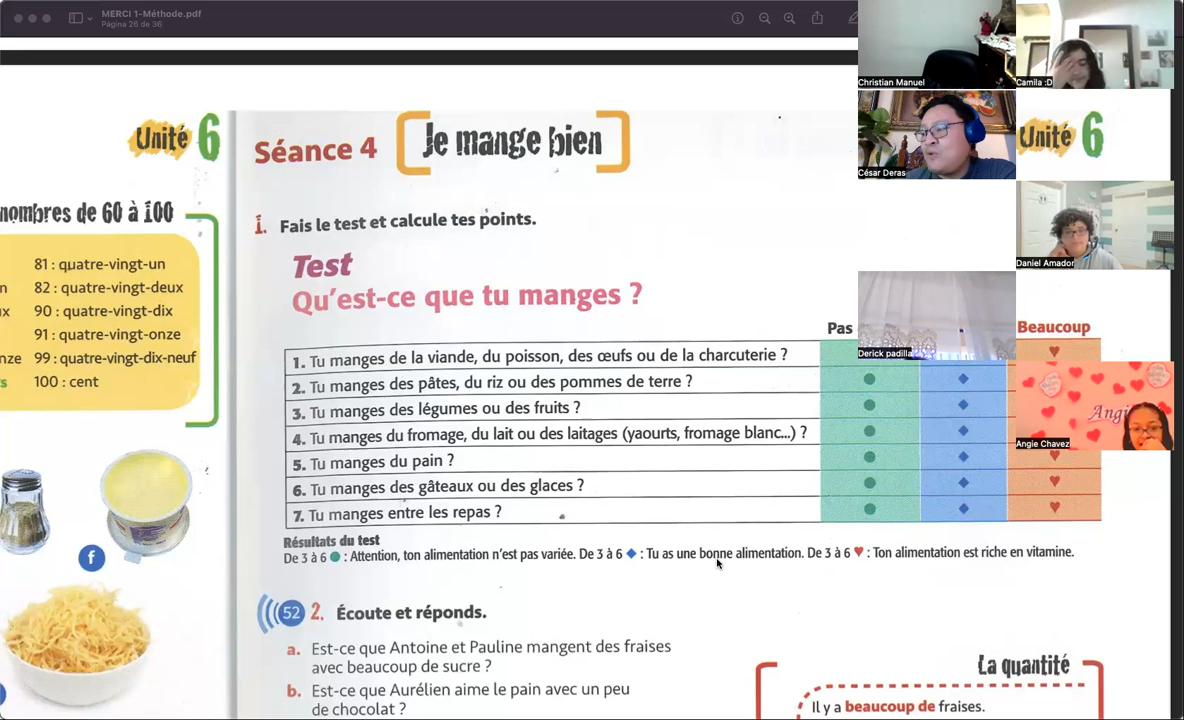 MERCI 1-Méthode.pdf
Página 26 de 36
Unité 6
nombres de 60 à 100
81 : quatre-vingt-un
82 : quatre-vingt-deux
90 : quatre-vingt-dix
91 : quatre-vingt-onze
99 : quatre-vingt-dix-neuf
100 : cent
f
Séance 4
Je mange bien
1. Fais le test et calcule tes points.
Test
Qu'est-ce que tu manges ?
Pas
Beaucoup
1. Tu manges de la viande, du poisson, des œufs ou de la charcuterie ?
2. Tu manges des pâtes, du riz ou des pommes de terre ?
3. Tu manges des légumes ou des fruits ?
4. Tu manges du fromage, du lait ou des laitages (yaourts, fromage blanc...) ?
5. Tu manges du pain ?
6. Tu manges des gâteaux ou des glaces ?
7. Tu manges entre les repas ?
Résultats du test
De 3 à 6 ● : Attention, ton alimentation n'est pas variée. De 3 à 6 ◆ : Tu as une bonne alimentation. De 3 à 6 ♥ : Ton alimentation est riche en vitamine.
52 2. Écoute et réponds.
a. Est-ce que Antoine et Pauline mangent des fraises
avec beaucoup de sucre ?
b. Est-ce que Aurélien aime le pain avec un peu
de chocolat ?
La quantité
Il y a beaucoup de fraises.
Christian Manuel
Camila :D
César Deras
Unité 6
Daniel Amador
Derick padilla
Angie
Angie Chavez